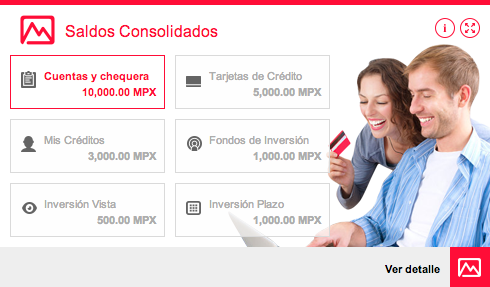 Saldos Consolidados
i
Cuentas y chequera
10,000.00 MPX
Tarjetas de Crédito
5,000.00 MPX
Mis Créditos
3,000.00 MPX
Fondos de Inversión
1,000.00 MPX
Inversión Vista
500.00 MPX
Inversión Plazo
1,000.00 MPX
Ver detalle